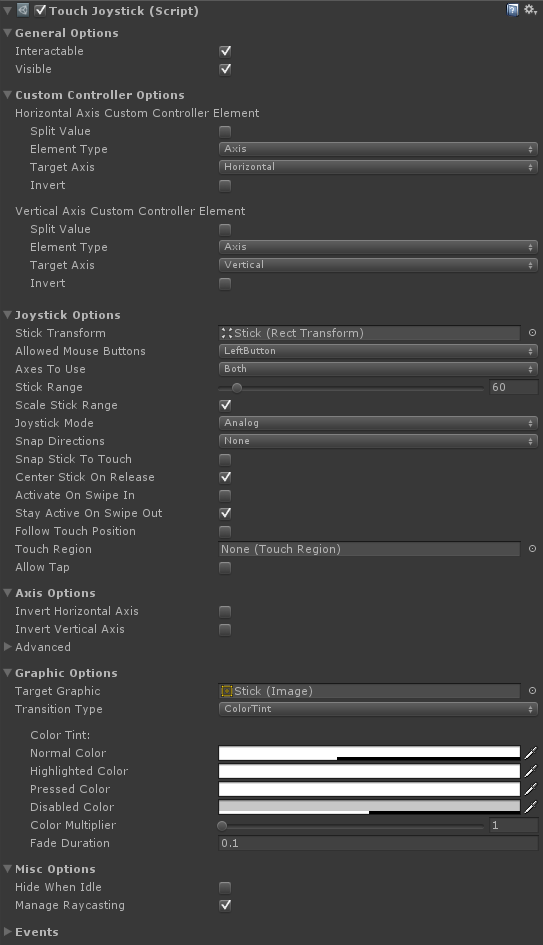 Touch Joystick (Script)
General Options
Interactable
Visible
Custom Controller Options
Horizontal Axis Custom Controller Element
Split Value
Element Type Axis
Target Axis Horizontal
Invert
Vertical Axis Custom Controller Element
Split Value
Element Type Axis
Target Axis Vertical
Invert
Joystick Options
Stick Transform Stick (Rect Transform)
Allowed Mouse Buttons LeftButton
Axes To Use Both
Stick Range 60
Scale Stick Range
Joystick Mode Analog
Snap Directions None
Snap Stick To Touch
Center Stick On Release
Activate On Swipe In
Stay Active On Swipe Out
Follow Touch Position
Touch Region None (Touch Region)
Allow Tap
Axis Options
Invert Horizontal Axis
Invert Vertical Axis
Advanced
Graphic Options
Target Graphic Stick (Image)
Transition Type ColorTint
Color Tint:
Normal Color
Highlighted Color
Pressed Color
Disabled Color
Color Multiplier 1
Fade Duration 0.1
Misc Options
Hide When Idle
Manage Raycasting
Events